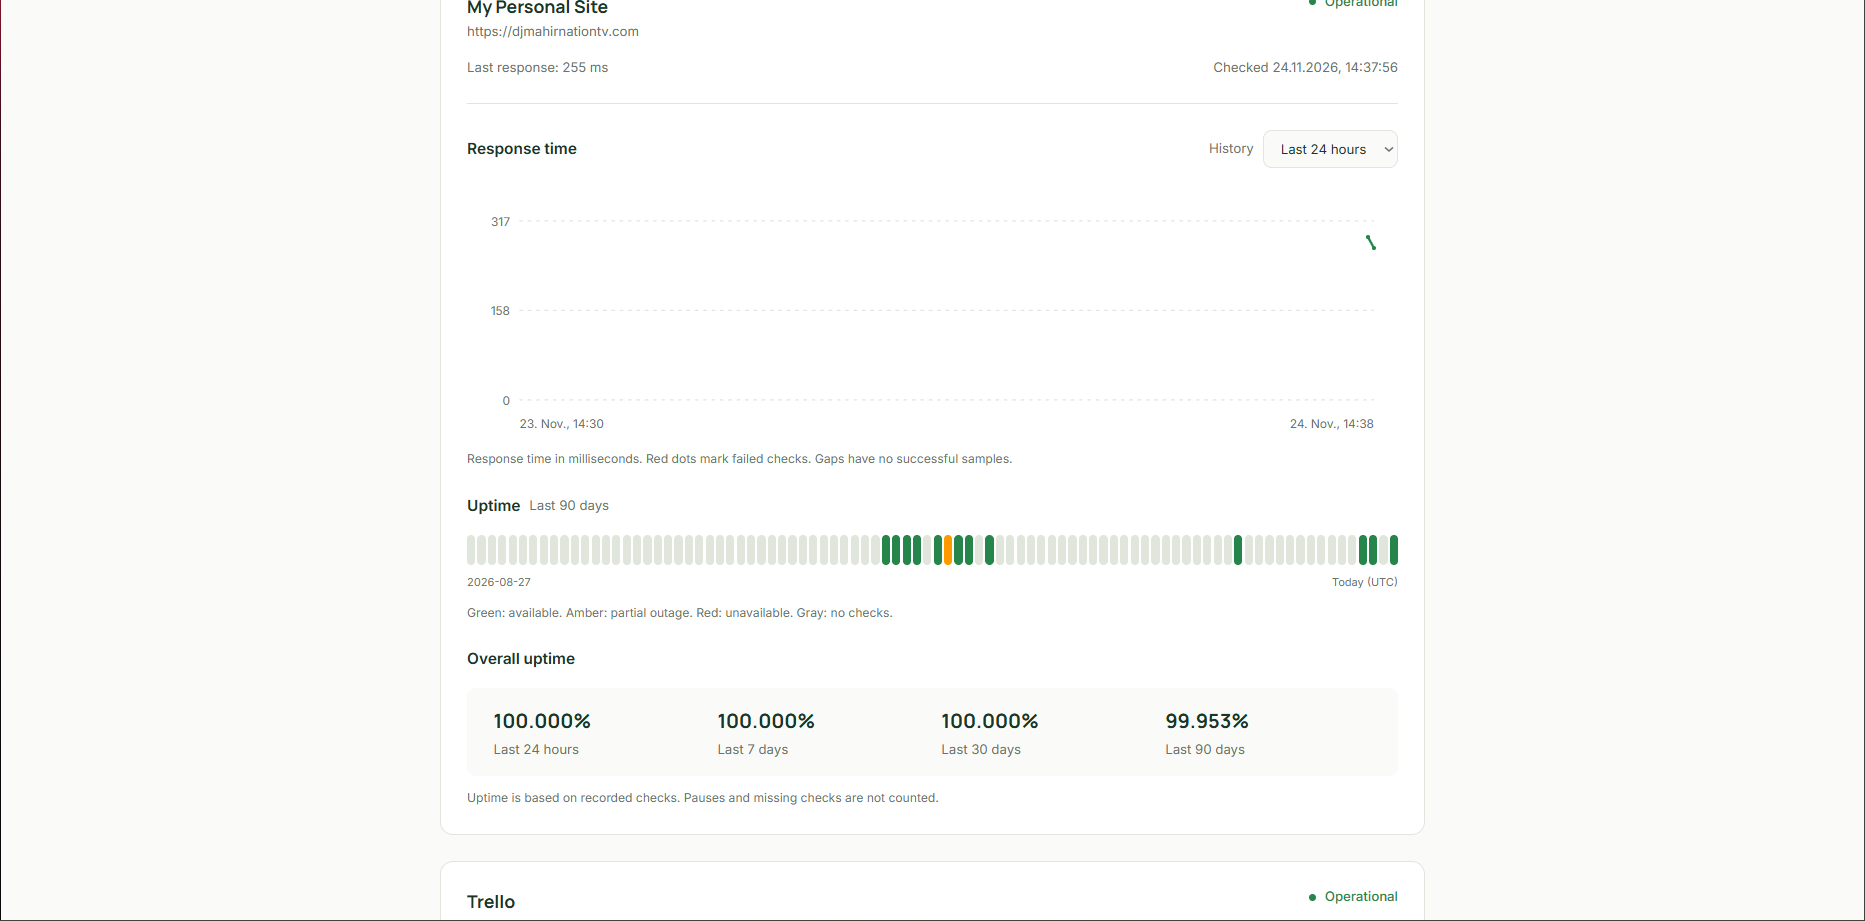 My Personal Site
Operational
https://djmahirnationtv.com
Last response: 255 ms
Checked 24.11.2026, 14:37:56
Response time
History
Last 24 hours
317
158
0
23. Nov., 14:30
24. Nov., 14:38
Response time in milliseconds. Red dots mark failed checks. Gaps have no successful samples.
Uptime Last 90 days
2026-08-27
Today (UTC)
Green: available. Amber: partial outage. Red: unavailable. Gray: no checks.
Overall uptime
100.000%
Last 24 hours
100.000%
Last 7 days
100.000%
Last 30 days
99.953%
Last 90 days
Uptime is based on recorded checks. Pauses and missing checks are not counted.
Trello
Operational